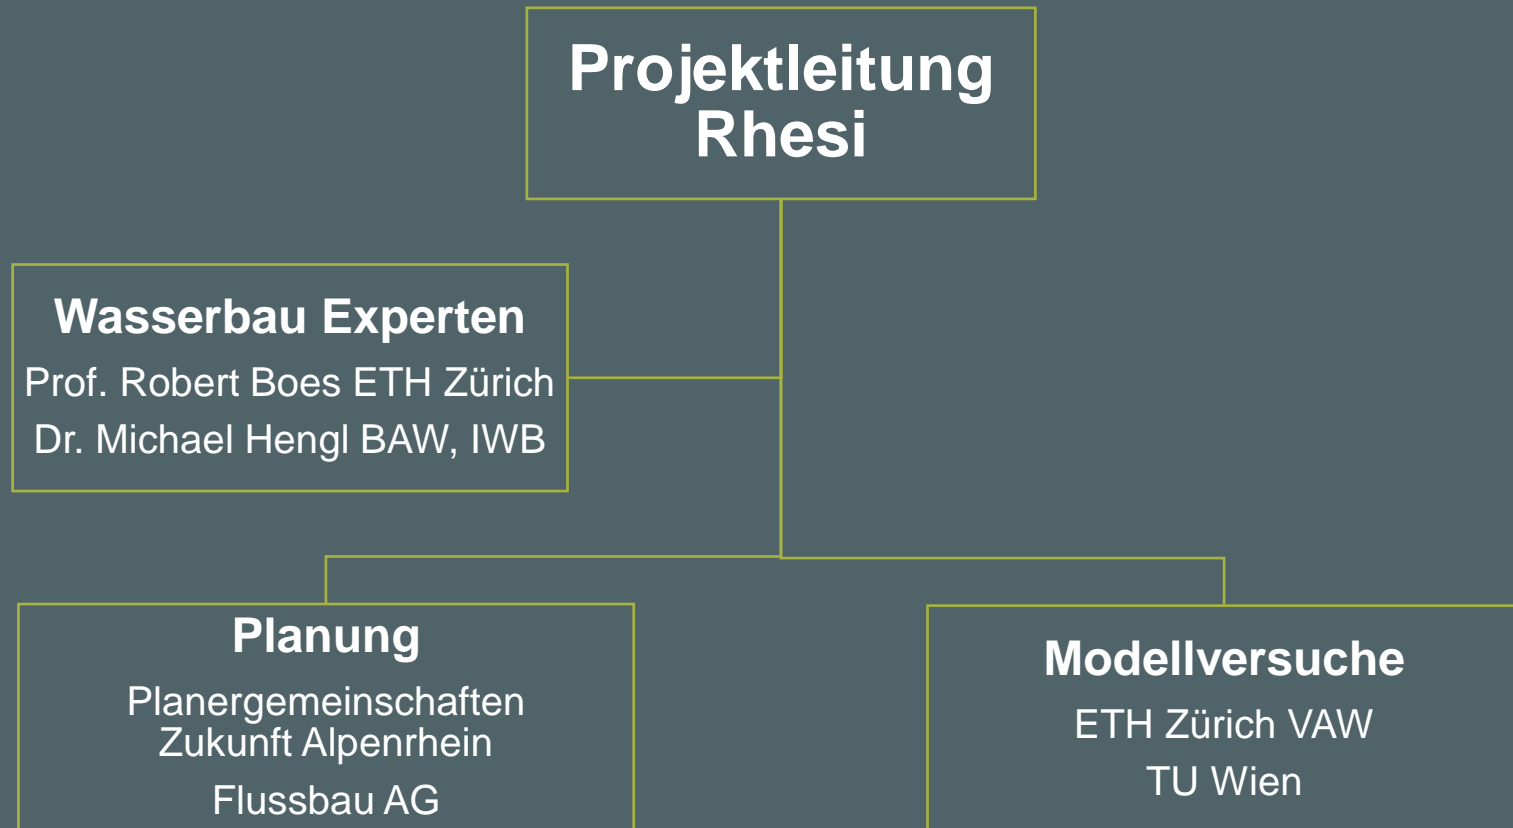 Projektleitung
Rhesi
Wasserbau Experten
Prof. Robert Boes ETH Zürich
Dr. Michael Hengl BAW, IWB
Planung
Planergemeinschaften
Zukunft Alpenrhein
Flussbau AG
Modellversuche
ETH Zürich VAW
TU Wien